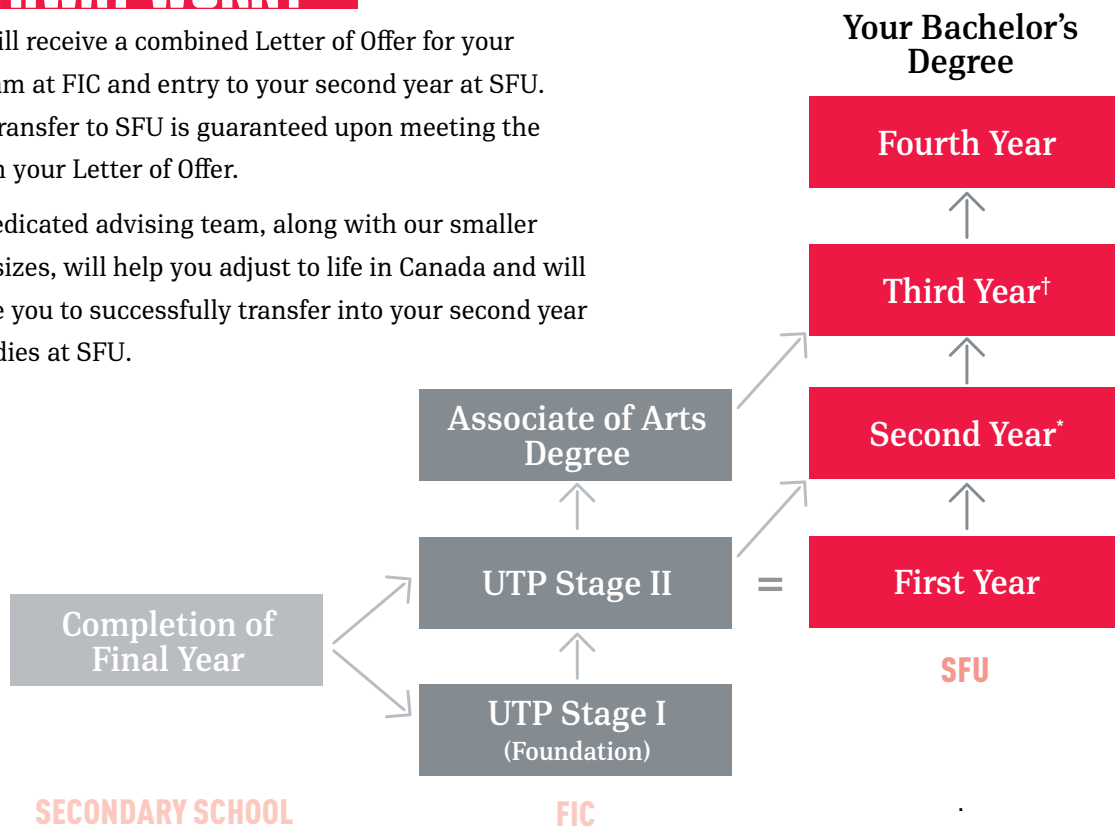 ill receive a combined Letter of Offer for your
am at FIC and entry to your second year at SFU.
ransfer to SFU is guaranteed upon meeting the
n your Letter of Offer.
edicated advising team, along with our smaller
sizes, will help you adjust to life in Canada and will
e you to successfully transfer into your second year
dies at SFU.
Your Bachelor's
Degree
Fourth Year
Third Year†
Second Year*
First Year
SFU
Associate of Arts
Degree
UTP Stage II
=
UTP Stage I
(Foundation)
FIC
Completion of
Final Year
SECONDARY SCHOOL
.